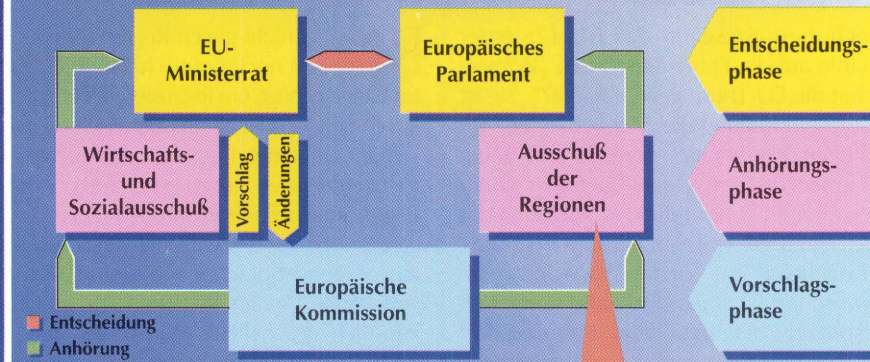 EU-
Ministerrat
Europäisches
Parlament
Entscheidungs-
phase
Wirtschafts-
und
Sozialausschuß
Vorschlag
Änderungen
Ausschuß
der
Regionen
Anhörungs-
phase
Europäische
Kommission
Vorschlags-
phase
Entscheidung
Anhörung